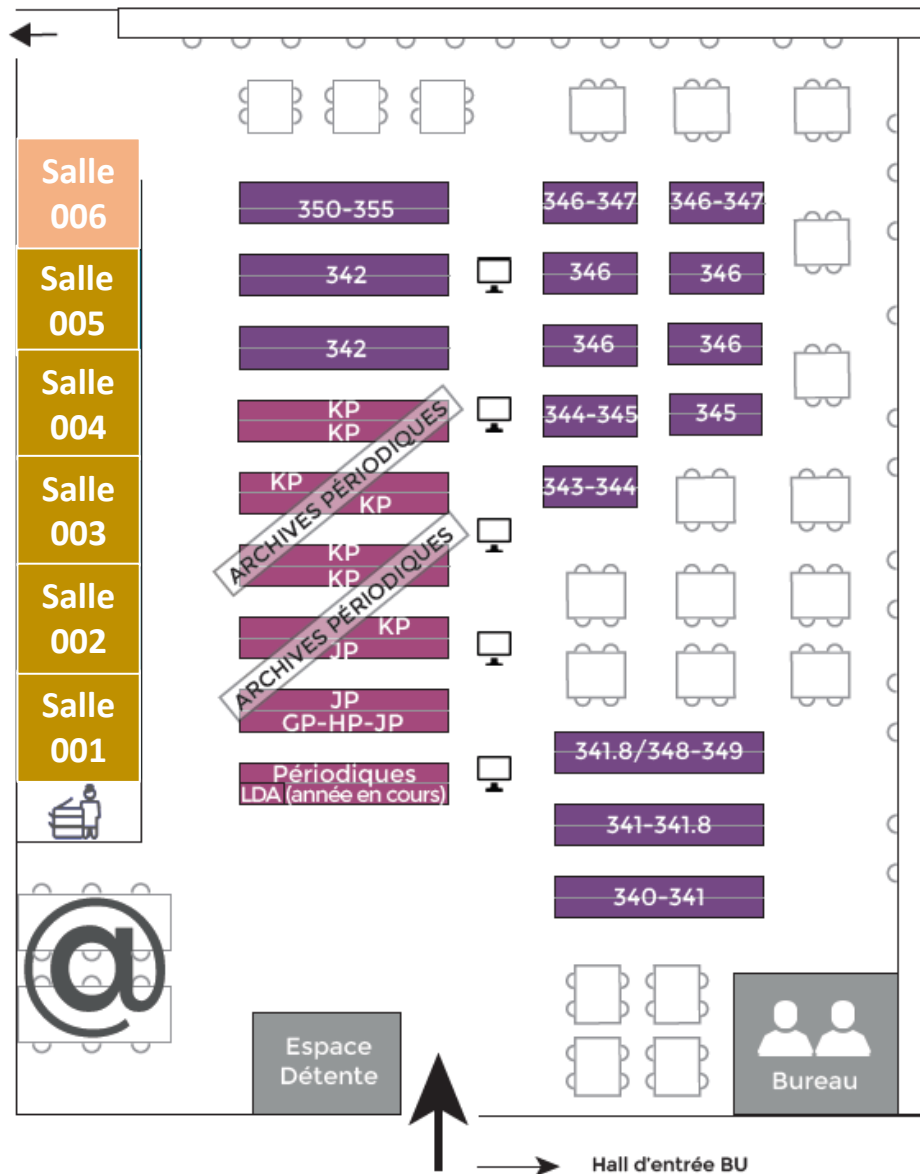 Salle
006
Salle
005
Salle
004
Salle
003
Salle
002
Salle
001
@
350-355
342
342
KP
KP
KP
KP
KP
KP
KP
JP
JP
GP-HP-JP
Périodiques
LDA (année en cours)
ARCHIVES PÉRIODIQUES
ARCHIVES PÉRIODIQUES
346-347
346-347
346
346
346
346
344-345
345
343-344
341.8/348-349
341-341.8
340-341
Espace
Détente
Bureau
Hall d'entrée BU